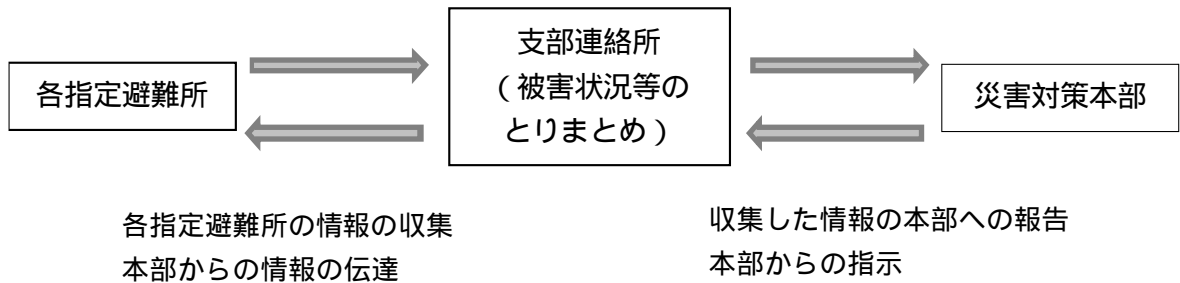 各指定避難所
支部連絡所
(被害状況等の
とりまとめ)
災害対策本部
各指定避難所の情報の収集
本部からの情報の伝達
収集した情報の本部への報告
本部からの指示